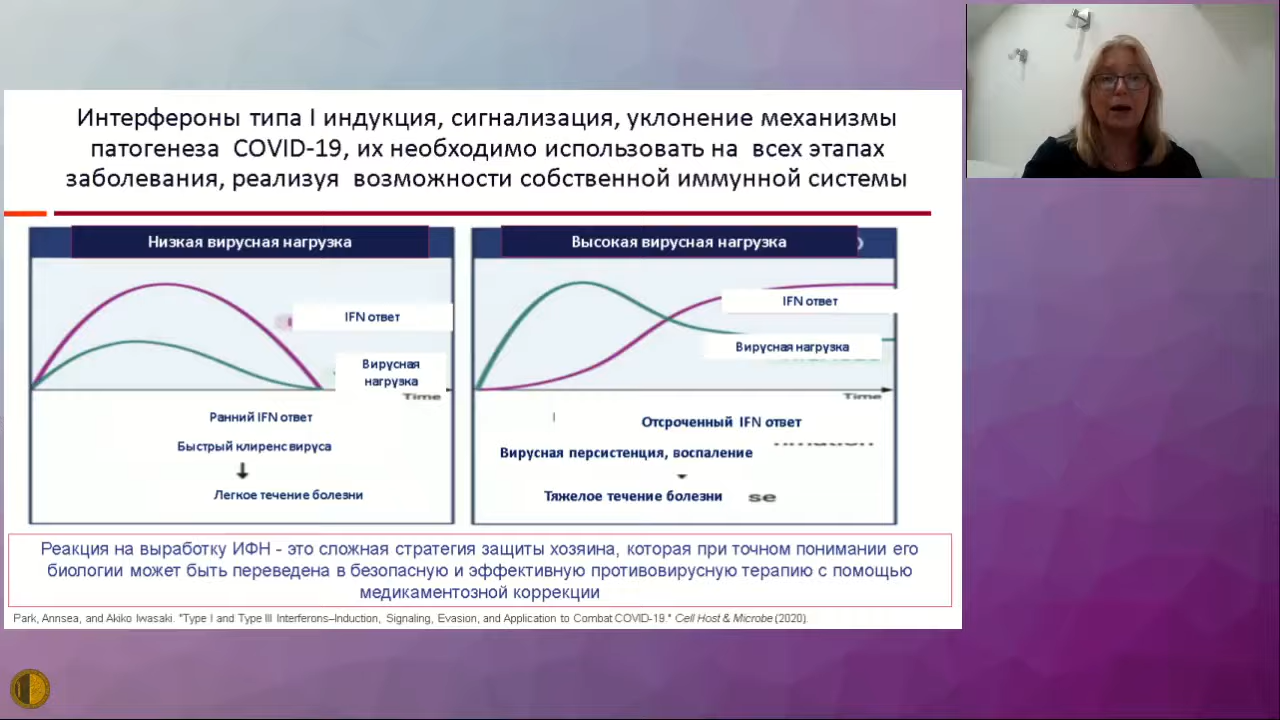 Интерфероны типа I индукция, сигнализация, уклонение механизмы
патогенеза COVID-19, их необходимо использовать на всех этапах
заболевания, реализуя возможности собственной иммунной системы
Низкая вирусная нагрузка
IFN ответ
Вирусная
нагрузка
Time
Ранний IFN ответ
Быстрый клиренс вируса
Легкое течение болезни
Высокая вирусная нагрузка
IFN ответ
Вирусная нагрузка
Time
Отсроченный IFN ответ
Вирусная персистенция, воспаление
Тяжелое течение болезни
se
Реакция на выработку ИФН - это сложная стратегия защиты хозяина, которая при точном понимании его
биологии может быть переведена в безопасную и эффективную противовирусную терапию с помощью
медикаментозной коррекции
Park, Annsea, and Akiko Iwasaki. "Type I and Type III Interferons–Induction, Signaling, Evasion, and Application to Combat COVID-19." Cell Host & Microbe (2020).